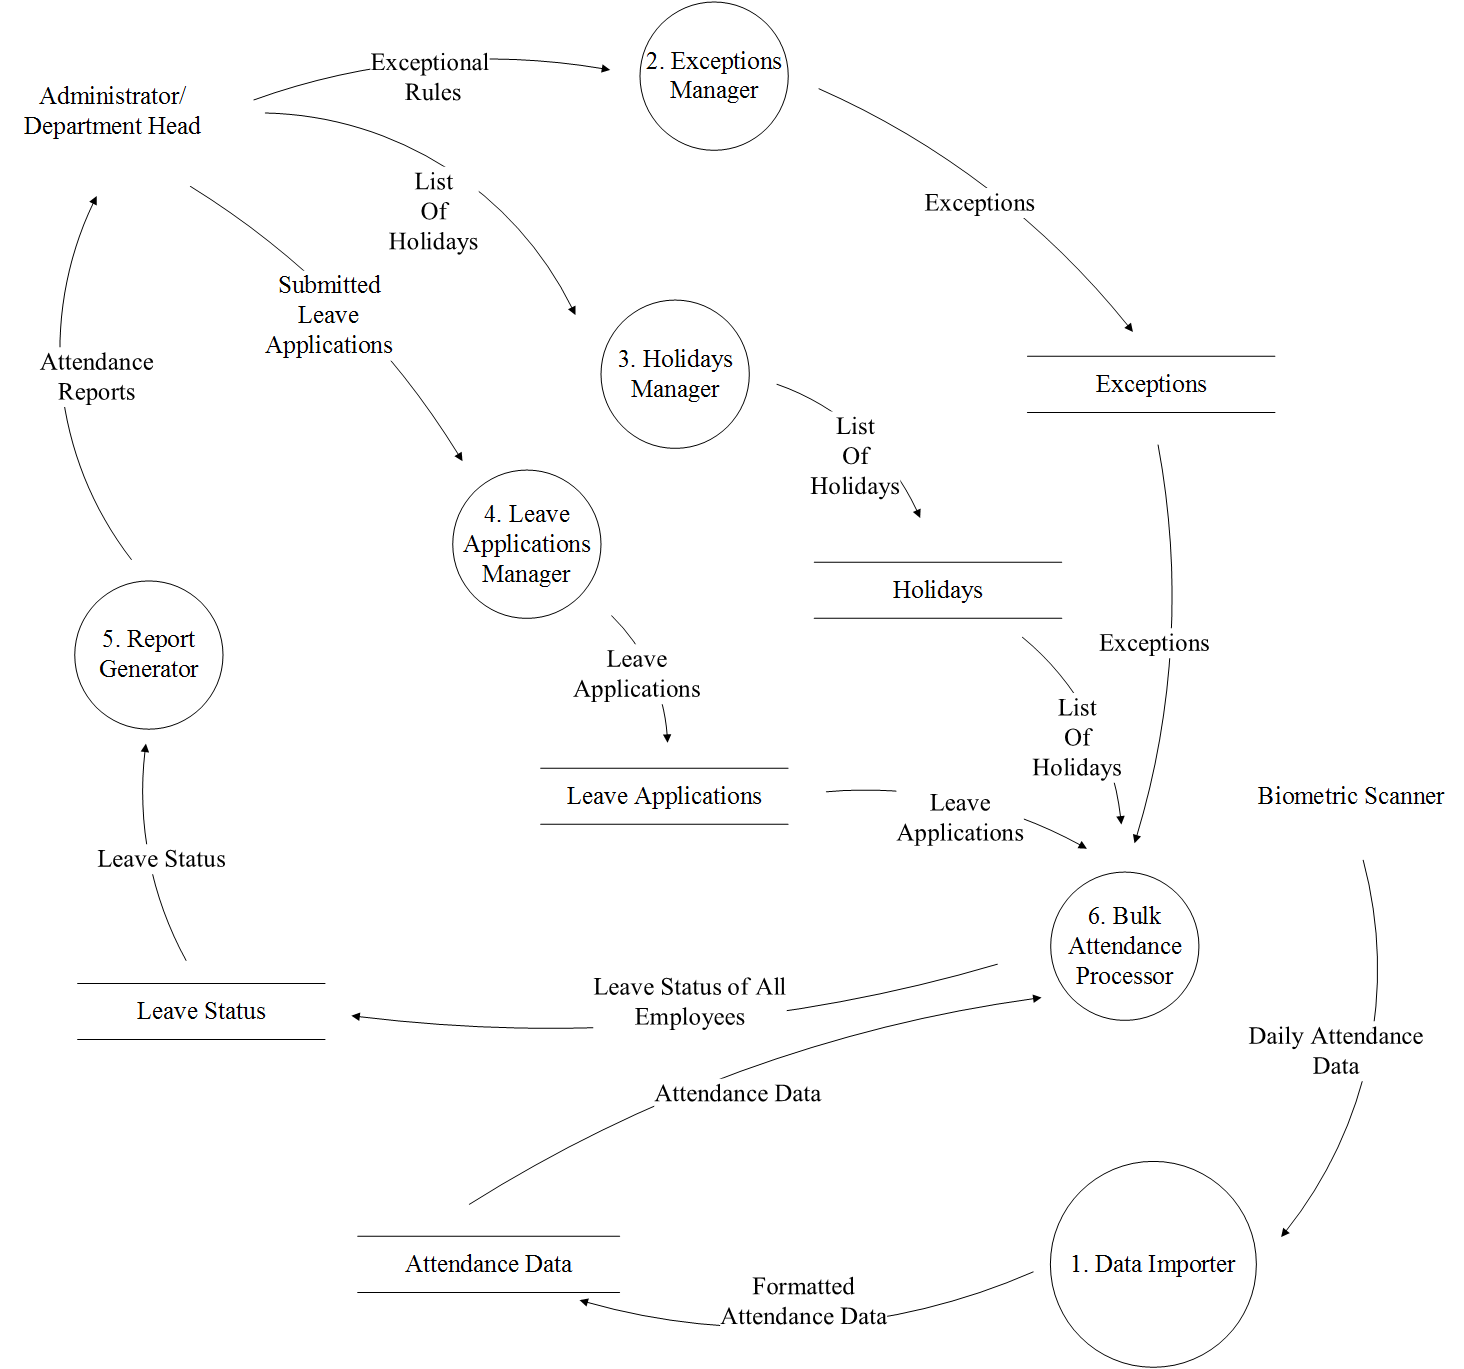 Exceptional
Rules
2. Exceptions
Manager
Administrator/
Department Head
List
Of
Holidays
Exceptions
Submitted
Leave
Applications
Attendance
Reports
3. Holidays
Manager
Exceptions
List
Of
Holidays
4. Leave
Applications
Manager
Holidays
5. Report
Generator
Leave
Applications
Exceptions
List
Of
Holidays
Leave Applications
Leave
Applications
Biometric Scanner
Leave Status
6. Bulk
Attendance
Processor
Leave Status of All
Employees
Leave Status
Daily Attendance
Data
Attendance Data
Attendance Data
1. Data Importer
Formatted
Attendance Data